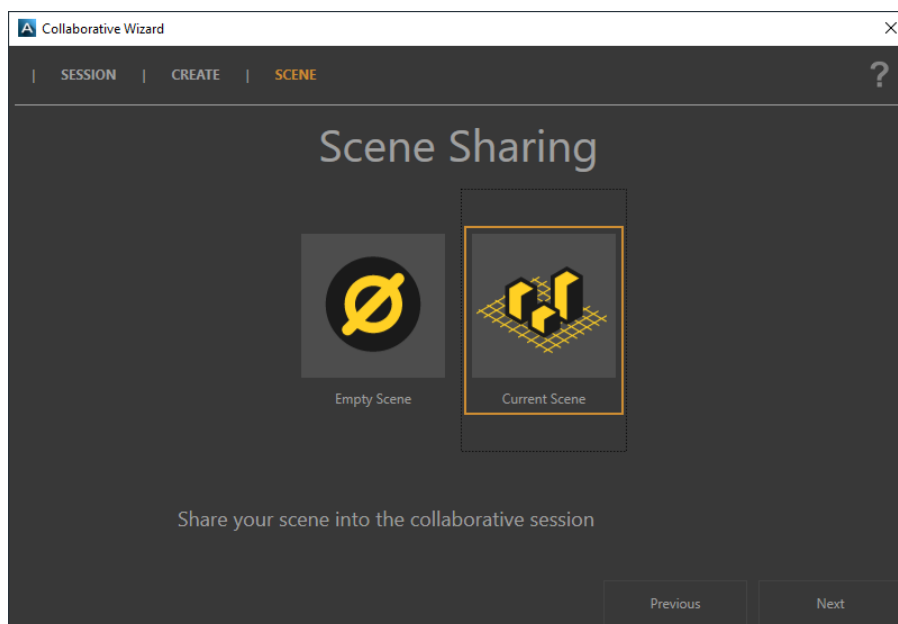 Collaborative Wizard
| SESSION | CREATE | SCENE ?
Scene Sharing
Empty Scene Current Scene
Share your scene into the collaborative session
Previous Next